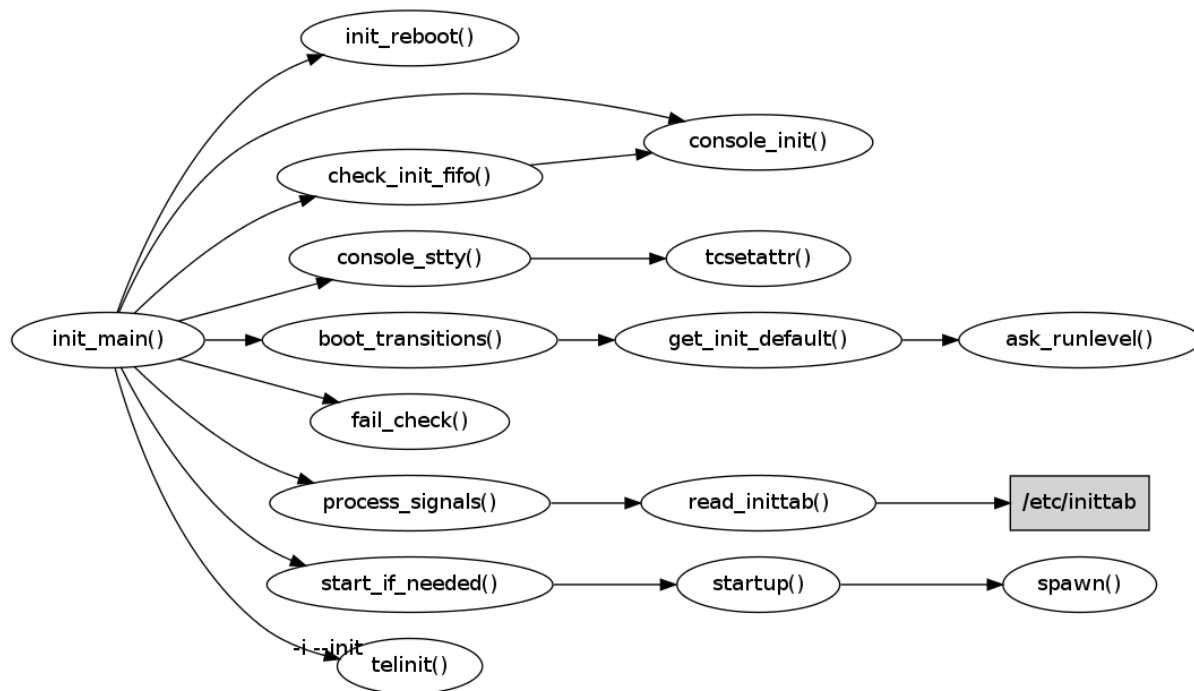 init_reboot()
console_init()
check_init_fifo()
console_stty()
tcsetattr()
init_main()
boot_transitions()
get_init_default()
ask_runlevel()
fail_check()
process_signals()
read_inittab()
/etc/inittab
start_if_needed()
startup()
spawn()
-i --init
telinit()